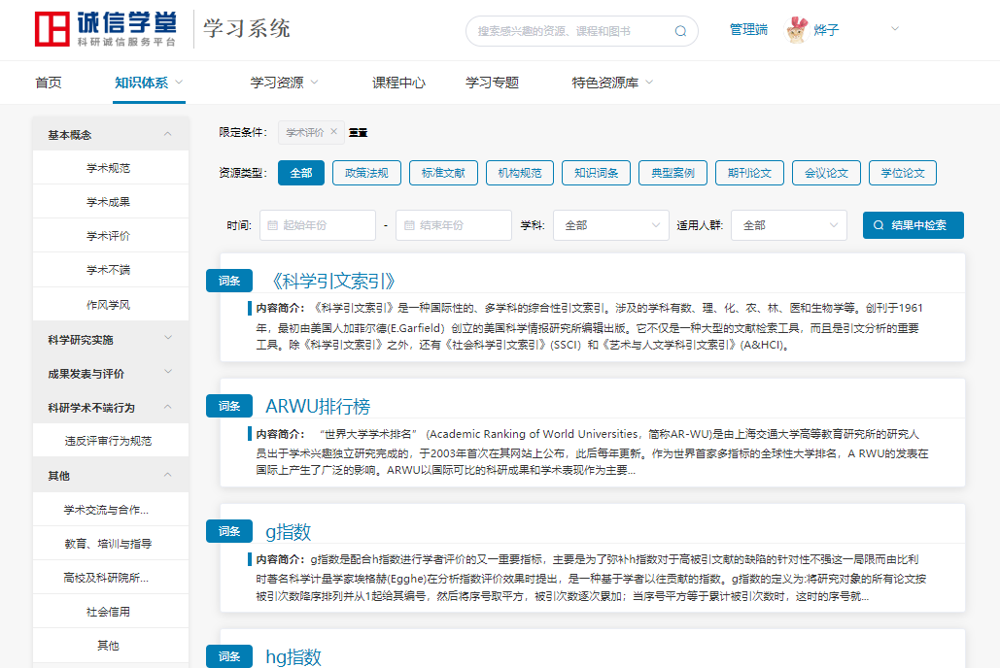 诚信学堂
科研诚信服务平台
学习系统
搜索感兴趣的资源、课程和图书
管理端
烨子
首页
知识体系
学习资源
课程中心
学习专题
特色资源库
基本概念
学术规范
学术成果
学术评价
学术不端
作风学风
科学研究实施
成果发表与评价
科研学术不端行为
违反评审行为规范
其他
学术交流与合作...
教育、培训与指导
高校及科研院所...
社会信用
其他
限定条件：
学术评价 ×
重置
资源类型：
全部
政策法规
标准文献
机构规范
知识词条
典型案例
期刊论文
会议论文
学位论文
时间:
起始年份
-
结束年份
学科:
全部
适用人群:
全部
结果中检索
词条
《科学引文索引》
内容简介：《科学引文索引》是一种国际性的、多学科的综合性引文索引。涉及的学科有数、理、化、农、林、医和生物学等。创刊于1961
年，最初由美国人加菲尔德(E.Garfield）创立的美国科学情报研究所编辑出版。它不仅是一种大型的文献检索工具，而且是引文分析的重要
工具。除《科学引文索引》之外，还有《社会科学引文索引》(SSCI）和《艺术与人文学科引文索引》(A&HCI)。
词条
ARWU排行榜
内容简介：“世界大学学术排名”(Academic Ranking of World Universities，简称AR-WU)是由上海交通大学高等教育研究所的研究人
员出于学术兴趣独立研究完成的，于2003年首次在其网站上公布，此后每年更新。作为世界首家多指标的全球性大学排名，A RWU的发表在
国际上产生了广泛的影响。ARWU以国际可比的科研成果和学术表现作为主要...
词条
g指数
内容简介：g指数是配合h指数进行学者评价的又一重要指标，主要是为了弥补h指数对于高被引文献的缺陷的针对性不强这一局限而由比利
时著名科学计量学家埃格赫(Egghe)在分析指数评价效果时提出，是一种基于学者以往贡献的指数。g指数的定义为:将研究对象的所有论文按
被引次数降序排列并从1起给其编号，然后将序号取平方，被引次数逐次累加；当序号平方等于累计被引次数时，这时的序号就...
词条
hg指数